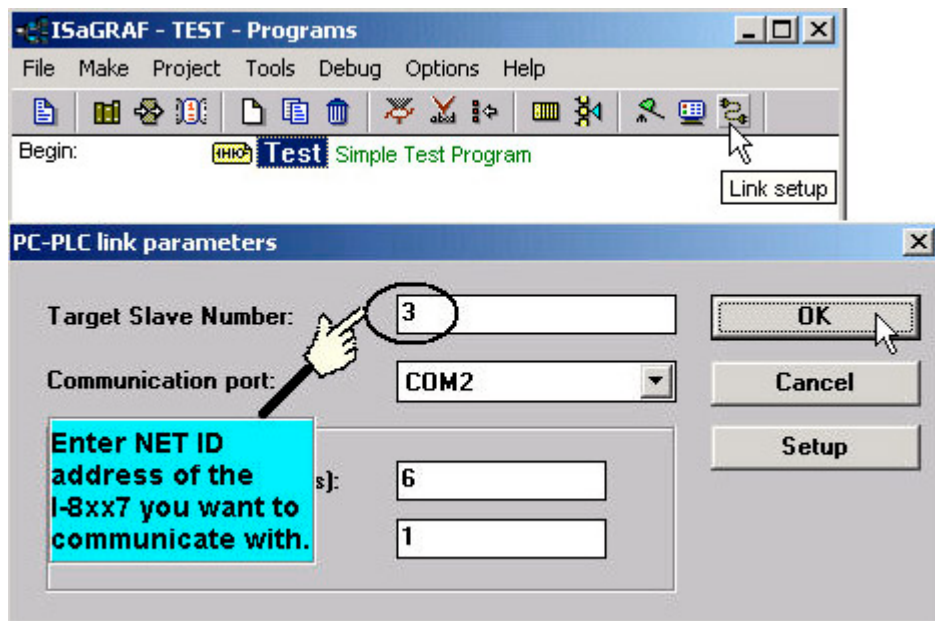 ISaGRAF - TEST - Programs
File Make Project Tools Debug Options Help
Begin: Test Simple Test Program
Link setup
PC-PLC link parameters
Target Slave Number: 3 OK
Communication port: COM2 Cancel
Setup
Enter NET ID
address of the
I-8xx7 you want to
communicate with.
s): 6
1